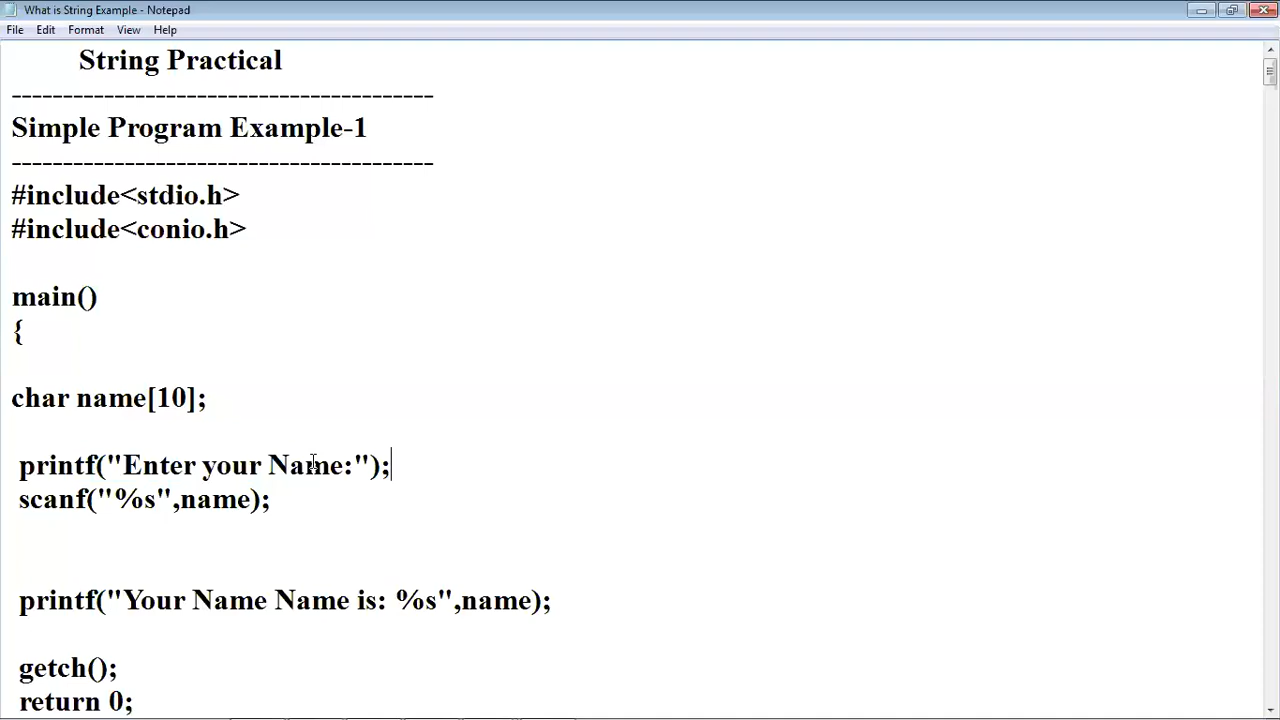 What is String Example - Notepad
File Edit Format View Help
String Practical
-----------------------------------------
Simple Program Example-1
-----------------------------------------
#include<stdio.h>
#include<conio.h>
main()
{
char name[10];
printf("Enter your Name:");
scanf("%s",name);
printf("Your Name Name is: %s",name);
getch();
return 0;